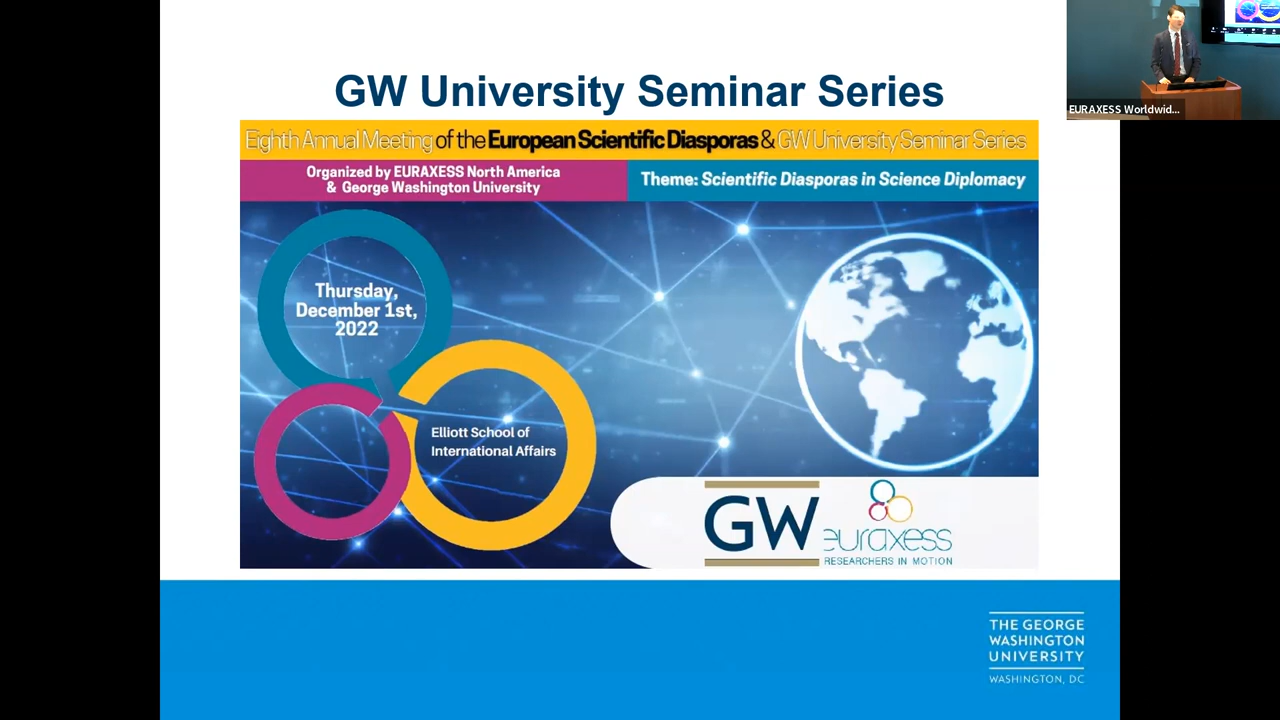 GW University Seminar Series
Eighth Annual Meeting of the European Scientific Diasporas & GW University Seminar Series
Organized by EURAXESS North America
& George Washington University
Theme: Scientific Diasporas in Science Diplomacy
Thursday,
December 1st,
2022
Elliott School of
International Affairs
GW
euraxess
RESEARCHERS IN MOTION
THE GEORGE
WASHINGTON
UNIVERSITY
WASHINGTON, DC
EURAXESS Worldwid...